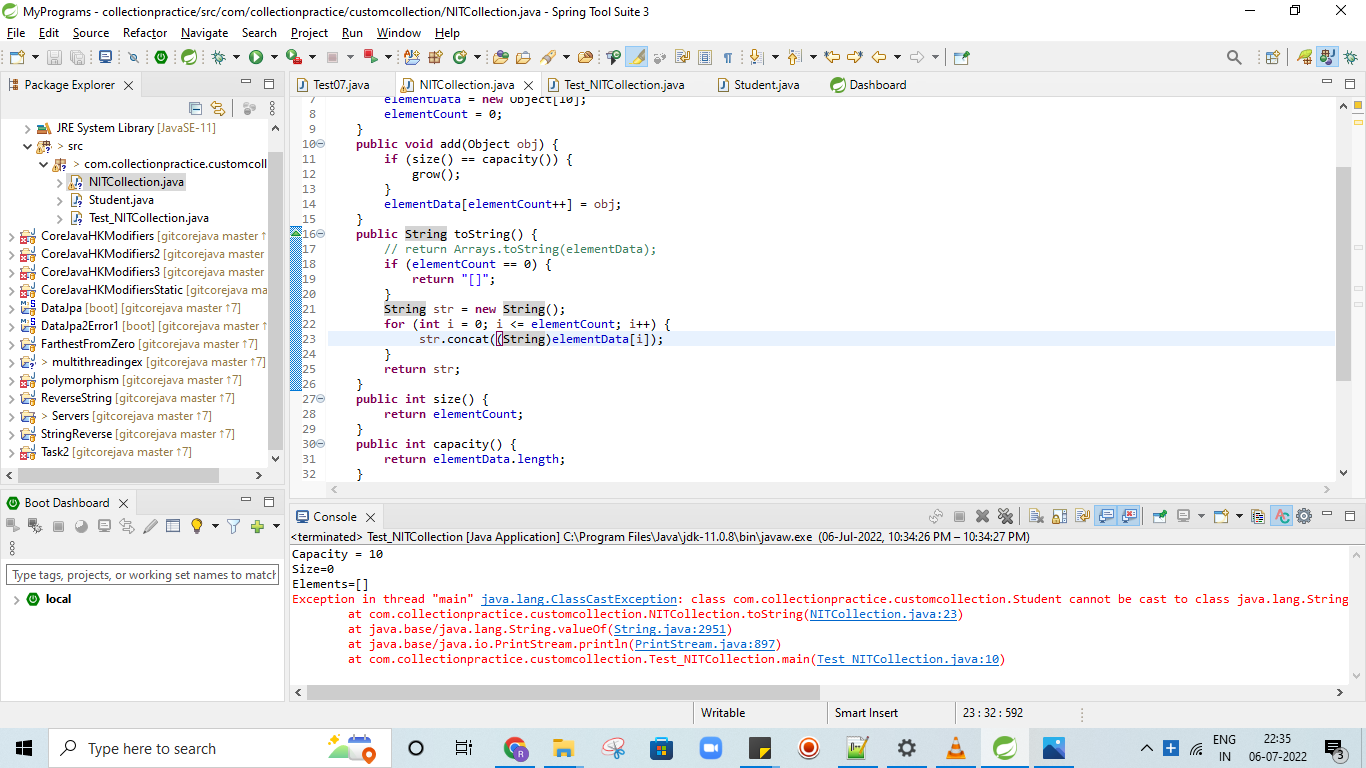 MyPrograms - collectionpractice/src/com/collectionpractice/customcollection/NITCollection.java - Spring Tool Suite 3
File Edit Source Refactor Navigate Search Project Run Window Help
Package Explorer
JRE System Library [JavaSE-11]
> src
> com.collectionpractice.customcoll
NITCollection.java
Student.java
Test_NITCollection.java
CoreJavaHKModifiers [gitcorejava master ↑
CoreJavaHKModifiers2 [gitcorejava master
CoreJavaHKModifiers3 [gitcorejava master
CoreJavaHKModifiersStatic [gitcorejava ma
DataJpa [boot] [gitcorejava master ↑7]
DataJpa2Error1 [boot] [gitcorejava master
FarthestFromZero [gitcorejava master ↑7]
> multithreadingex [gitcorejava master
polymorphism [gitcorejava master ↑7]
ReverseString [gitcorejava master ↑7]
> Servers [gitcorejava master ↑7]
StringReverse [gitcorejava master ↑7]
Task2 [gitcorejava master ↑7]
Boot Dashboard
Type tags, projects, or working set names to match
local
Test07.java NITCollection.java Test_NITCollection.java Student.java Dashboard
7 elementData = new Object[10];
8 elementCount = 0;
9 }
10 public void add(Object obj) {
11 if (size() == capacity()) {
12 grow();
13 }
14 elementData[elementCount++] = obj;
15 }
16 public String toString() {
17 // return Arrays.toString(elementData);
18 if (elementCount == 0) {
19 return "[]";
20 }
21 String str = new String();
22 for (int i = 0; i <= elementCount; i++) {
23 str.concat((String)elementData[i]);
24 }
25 return str;
26 }
27 public int size() {
28 return elementCount;
29 }
30 public int capacity() {
31 return elementData.length;
32 }
Console
<terminated> Test_NITCollection [Java Application] C:\Program Files\Java\jdk-11.0.8\bin\javaw.exe (06-Jul-2022, 10:34:26 PM – 10:34:27 PM)
Capacity = 10
Size=0
Elements=[]
Exception in thread "main" java.lang.ClassCastException: class com.collectionpractice.customcollection.Student cannot be cast to class java.lang.String
at com.collectionpractice.customcollection.NITCollection.toString(NITCollection.java:23)
at java.base/java.lang.String.valueOf(String.java:2951)
at java.base/java.io.PrintStream.println(PrintStream.java:897)
at com.collectionpractice.customcollection.Test_NITCollection.main(Test_NITCollection.java:10)
Writable Smart Insert 23 : 32 : 592
Type here to search
ENG
IN
22:35
06-07-2022
3